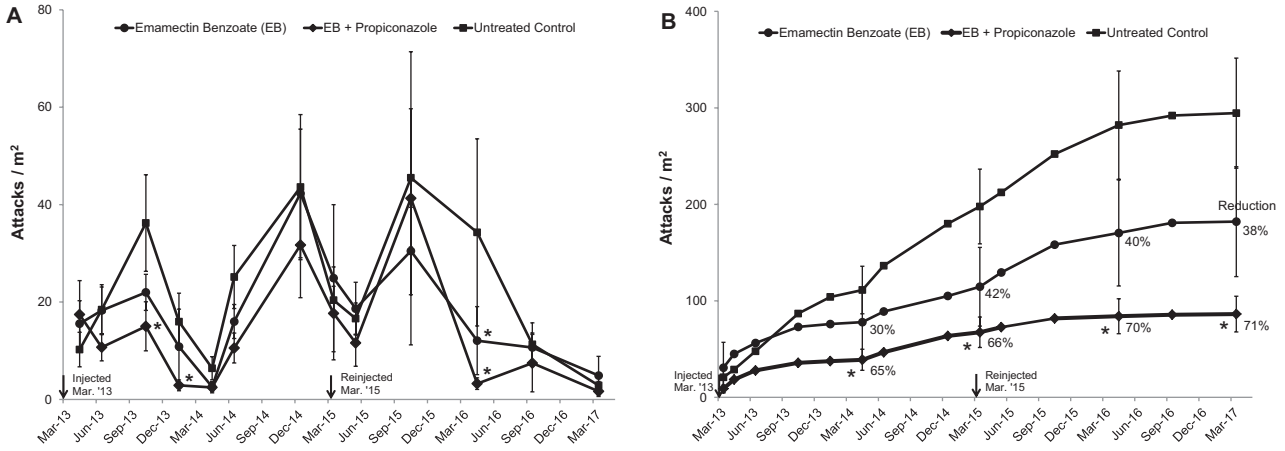 A
Emamectin Benzoate (EB)
EB + Propiconazole
Untreated Control
Attacks / m²
80
60
40
20
0
*
*
*
*
Injected
Mar. '13
Reinjected
Mar. '15
Mar-13
Jun-13
Sep-13
Dec-13
Mar-14
Jun-14
Sep-14
Dec-14
Mar-15
Jun-15
Sep-15
Dec-15
Mar-16
Jun-16
Sep-16
Dec-16
Mar-17
B
Emamectin Benzoate (EB)
EB + Propiconazole
Untreated Control
Attacks / m²
400
300
200
100
0
Reduction
38%
40%
42%
30%
* 71%
* 70%
* 66%
* 65%
Injected
Mar. '13
Reinjected
Mar. '15
Mar-13
Jun-13
Sep-13
Dec-13
Mar-14
Jun-14
Sep-14
Dec-14
Mar-15
Jun-15
Sep-15
Dec-15
Mar-16
Jun-16
Sep-16
Dec-16
Mar-17